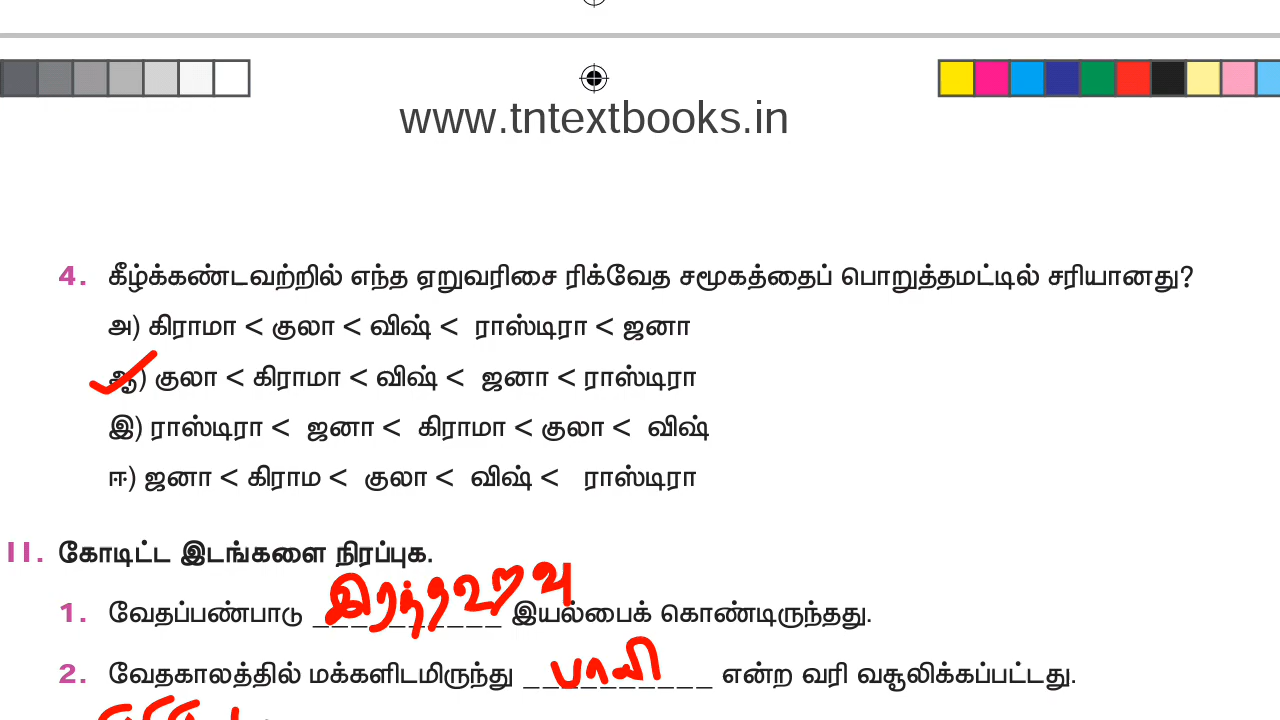 www.tntextbooks.in
4. கீழ்க்கண்டவற்றில் எந்த ஏறுவரிசை ரிக்வேத சமூகத்தைப் பொறுத்தமட்டில் சரியானது?
அ) கிராமா < குலா < விஷ் < ராஸ்டிரா < ஜனா
ஆ) குலா < கிராமா < விஷ் < ஜனா < ராஸ்டிரா
இ) ராஸ்டிரா < ஜனா < கிராமா < குலா < விஷ்
ஈ) ஜனா < கிராம < குலா < விஷ் < ராஸ்டிரா
II. கோடிட்ட இடங்களை நிரப்புக.
1. வேதப்பண்பாடு __________ இயல்பைக் கொண்டிருந்தது.
2. வேதகாலத்தில் மக்களிடமிருந்து பாலி என்ற வரி வசூலிக்கப்பட்டது.